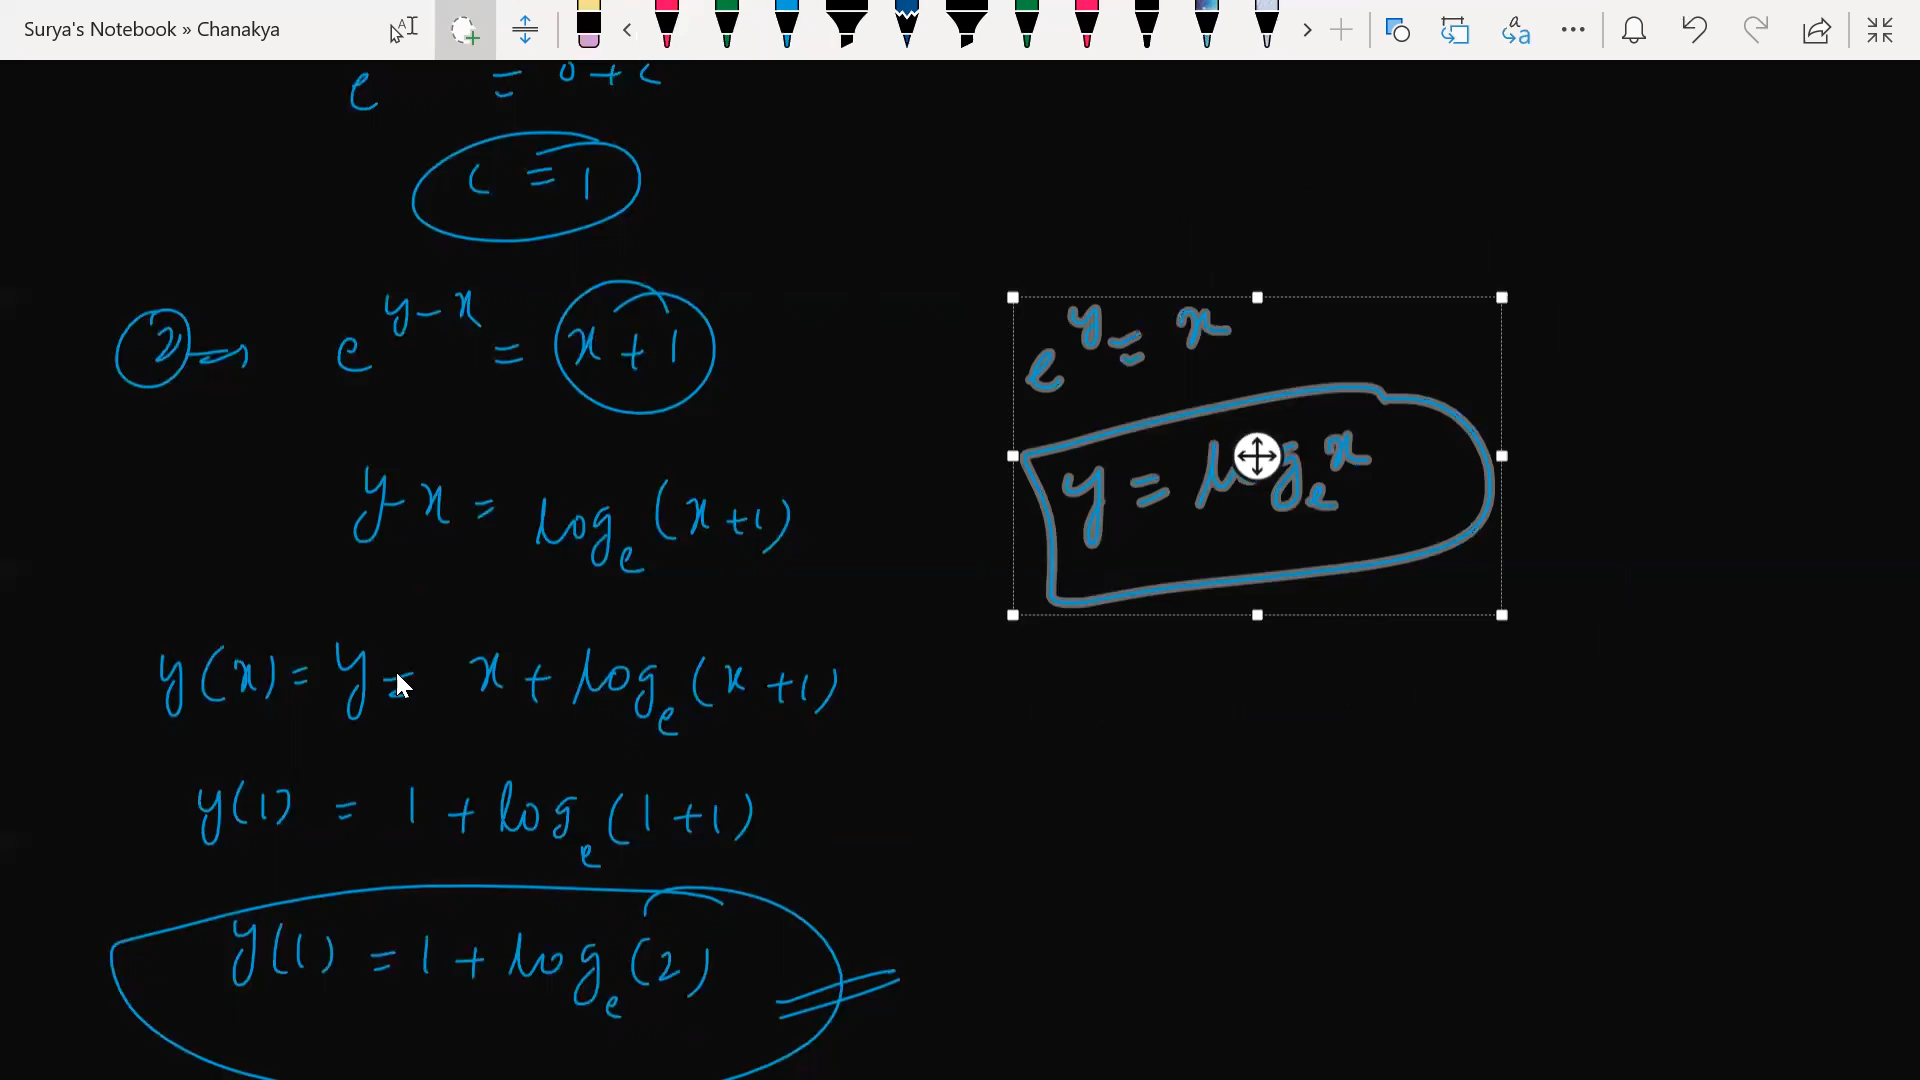 Surya's Notebook » Chanakya
e = 0 + c
c = 1
② → e^{y-x} = x + 1
y - x = log_e (x+1)
y(x) = y = x + log_e (x+1)
y(1) = 1 + log_e (1+1)
y(1) = 1 + log_e (2)
e^y = x
y = log_e x